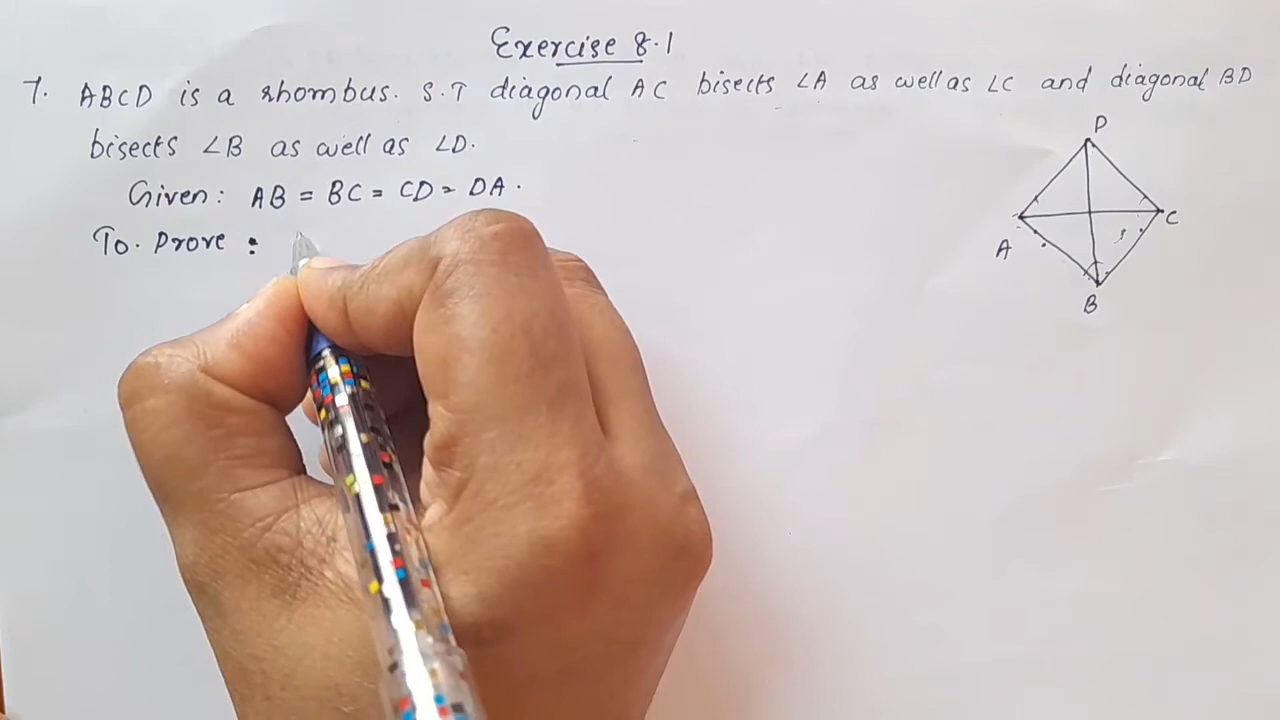 Exercise 8.1
7. ABCD is a rhombus. S.T diagonal AC bisects ∠A as well as ∠C and diagonal BD
bisects ∠B as well as ∠D.
Given: AB = BC = CD = DA.
To. Prove :
D
A
C
B